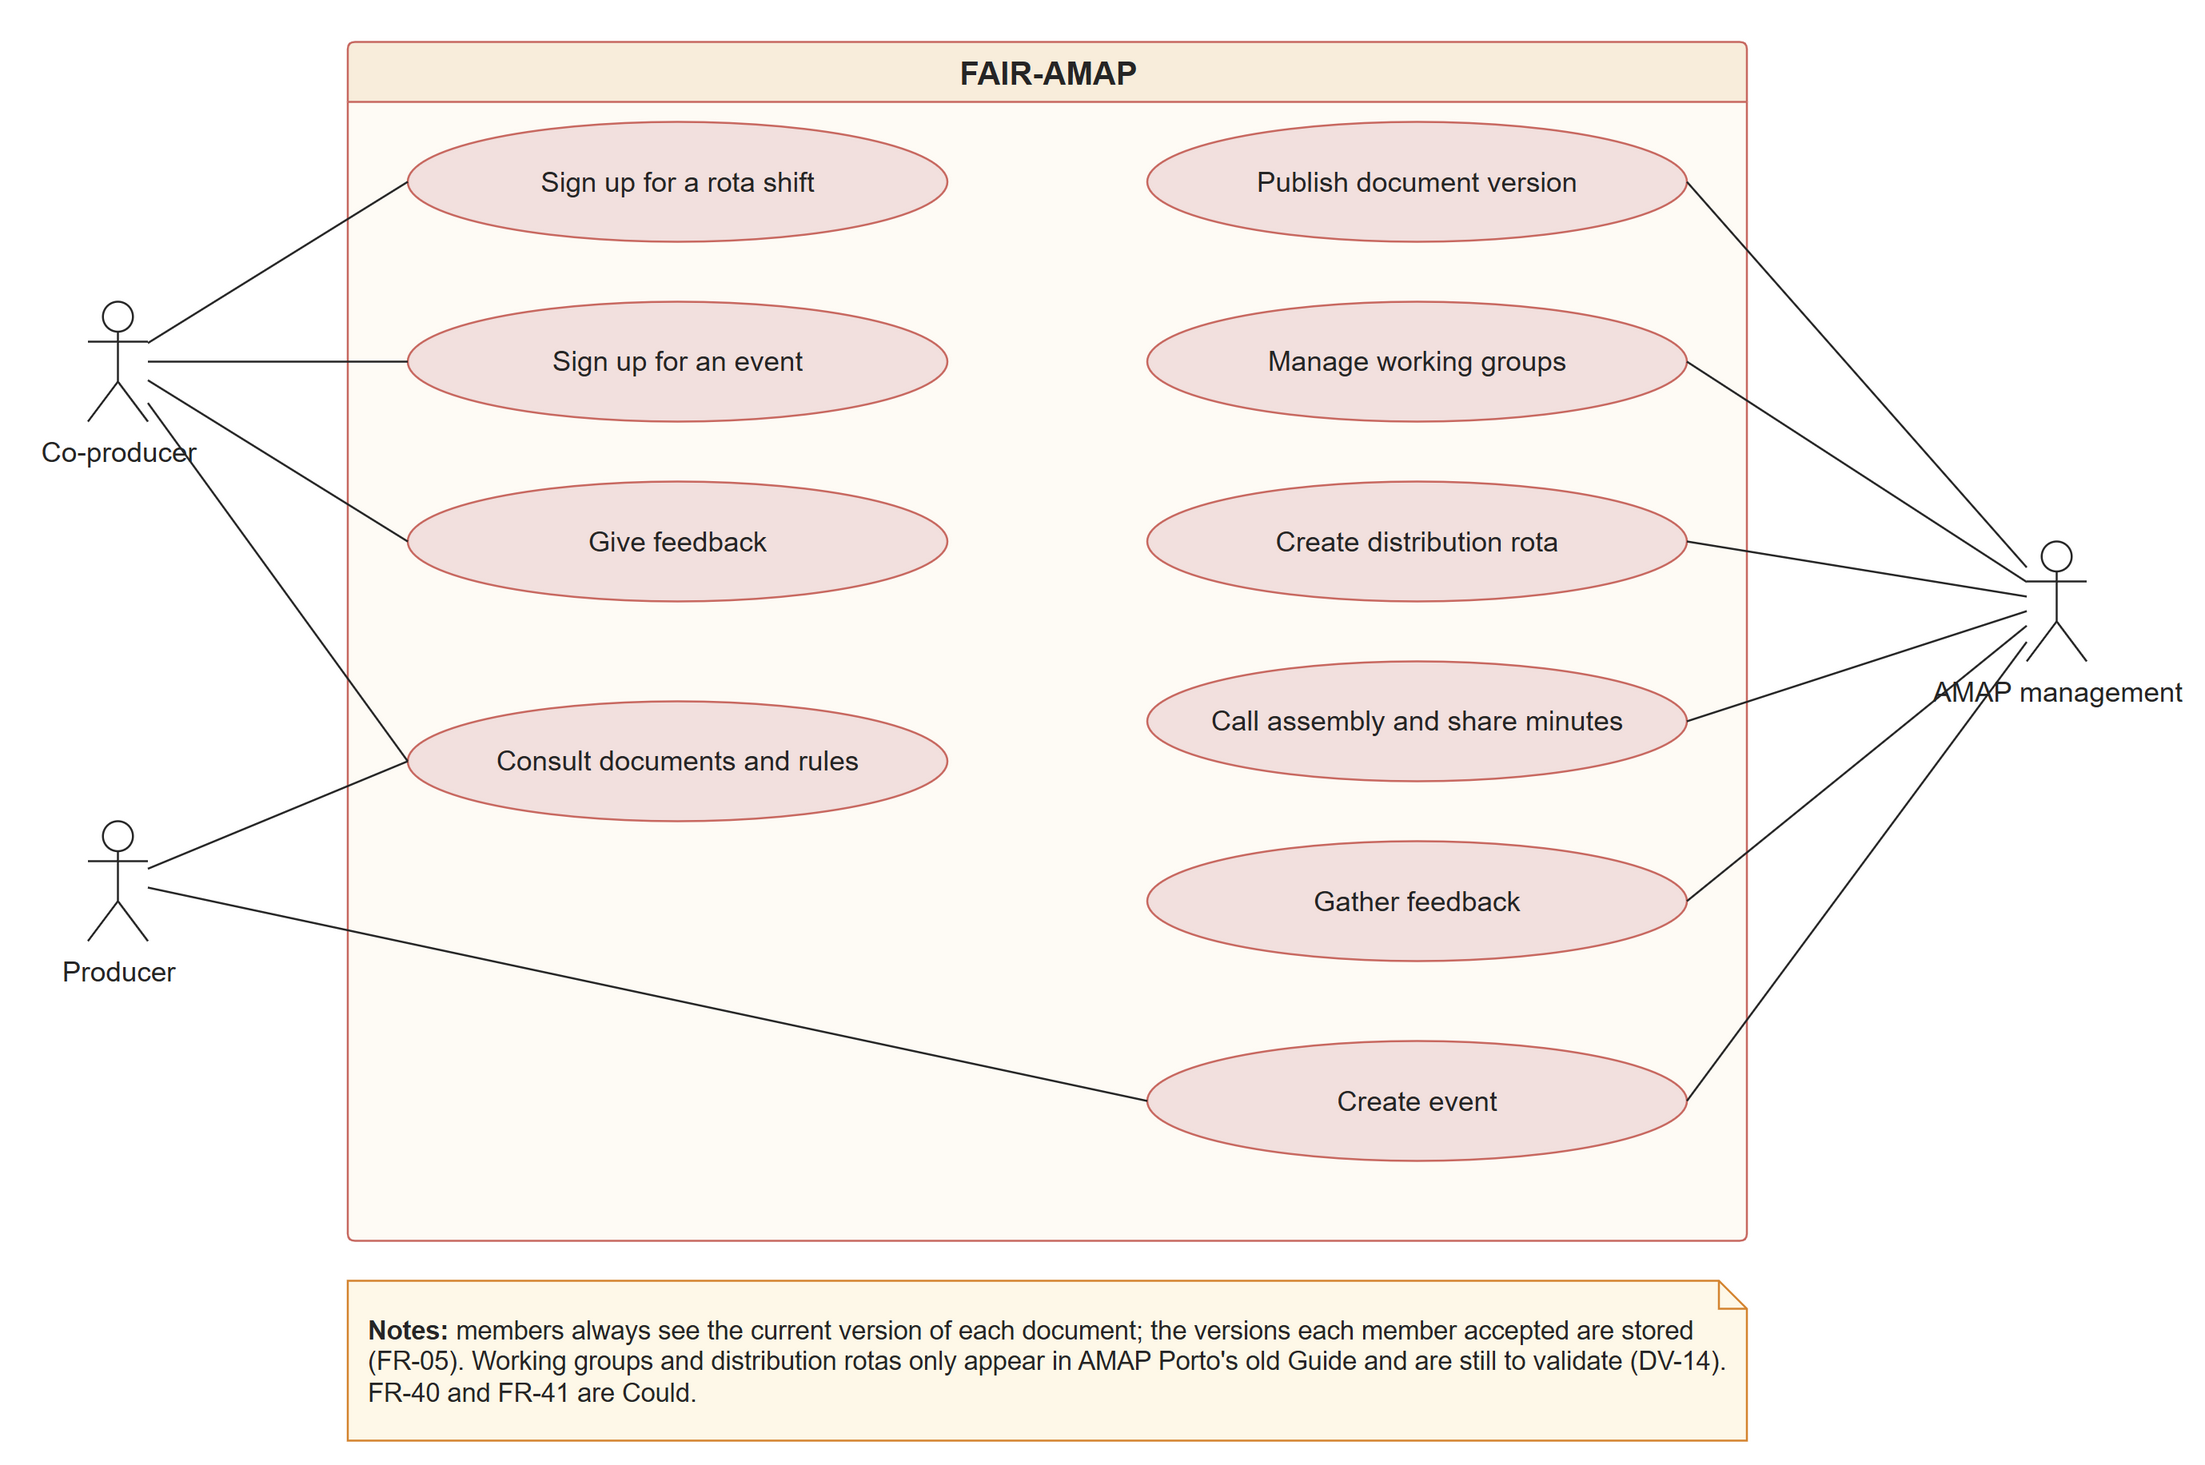 FAIR-AMAP
Sign up for a rota shift
Publish document version
Sign up for an event
Manage working groups
Co-producer
Give feedback
Create distribution rota
AMAP management
Call assembly and share minutes
Consult documents and rules
Gather feedback
Producer
Create event
Notes: members always see the current version of each document; the versions each member accepted are stored
(FR-05). Working groups and distribution rotas only appear in AMAP Porto's old Guide and are still to validate (DV-14).
FR-40 and FR-41 are Could.